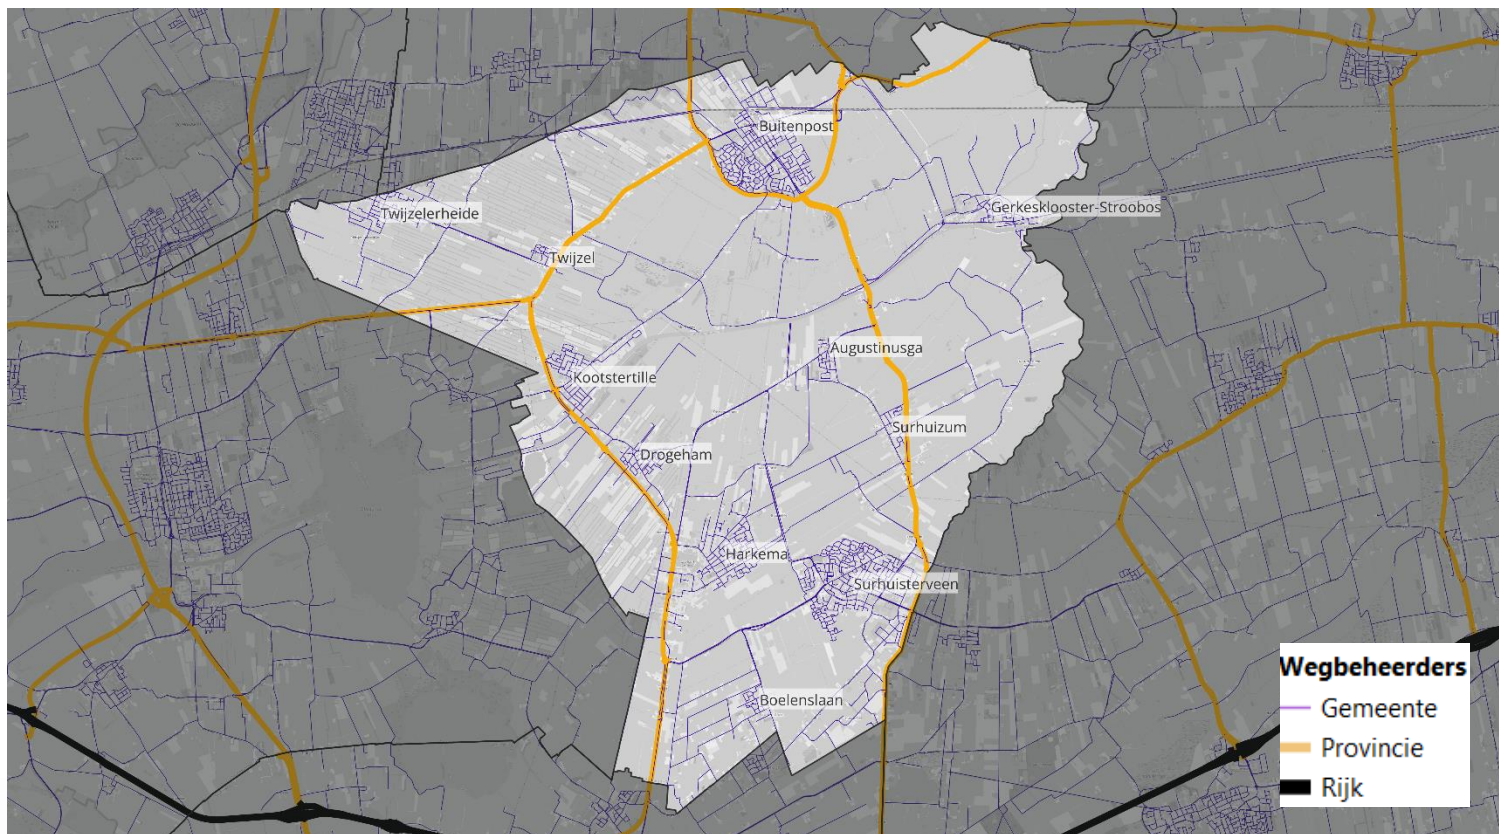 Buitenpost
Twijzelerheide
Gerkesklooster-Stroobos
Twijzel
Augustinusga
Kootstertille
Surhuizum
Drogeham
Harkema
Surhuisterveen
Boelenslaan
Wegbeheerders
Gemeente
Provincie
Rijk